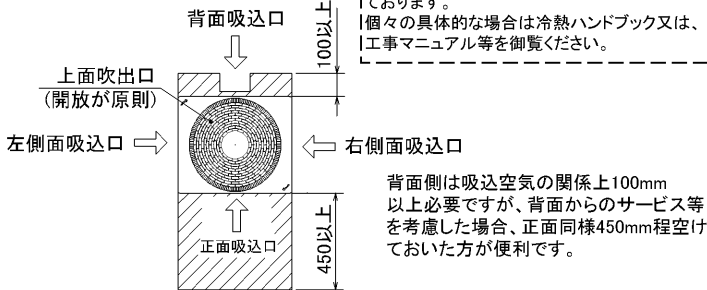 ております。
個々の具体的な場合は冷熱ハンドブック又は、
工事マニュアル等を御覧ください。
背面吸込口
100以上
上面吹出口
(開放が原則)
左側面吸込口
右側面吸込口
正面吸込口
450以上
背面側は吸込空気の関係上100mm
以上必要ですが、背面からのサービス等
を考慮した場合、正面同様450mm程空け
ておいた方が便利です。